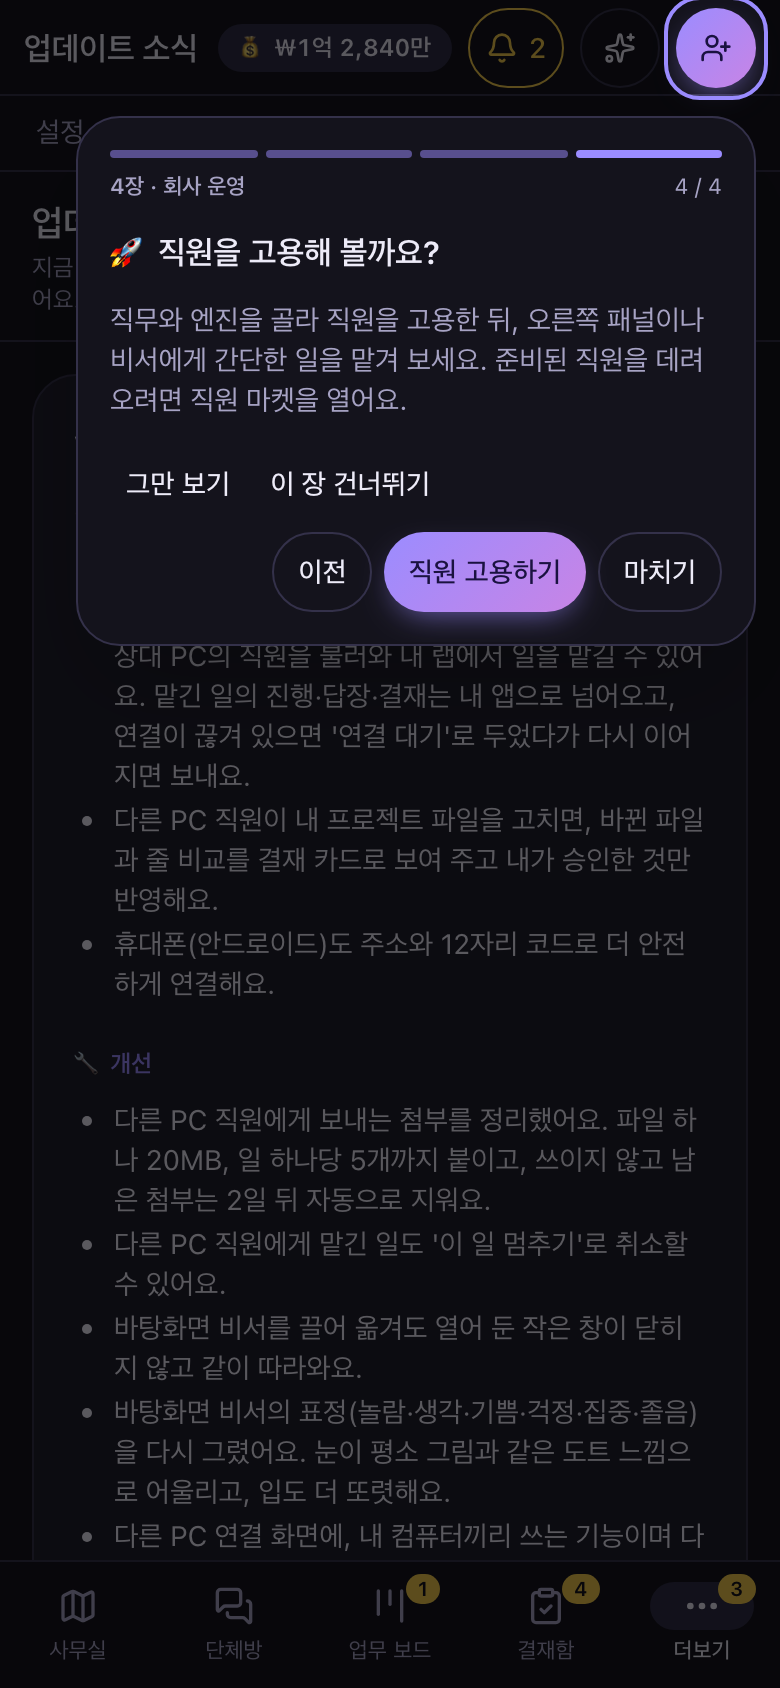 업데이트 소식
₩1억 2,840만
2
설정
4장 · 회사 운영
4 / 4
직원을 고용해 볼까요?
직무와 엔진을 골라 직원을 고용한 뒤, 오른쪽 패널이나
비서에게 간단한 일을 맡겨 보세요. 준비된 직원을 데려
오려면 직원 마켓을 열어요.
그만 보기
이 장 건너뛰기
이전
직원 고용하기
마치기
지금
어요
상대 PC의 직원을 불러와 내 랩에서 일을 맡길 수 있어
요. 맡긴 일의 진행·답장·결재는 내 앱으로 넘어오고,
연결이 끊겨 있으면 '연결 대기'로 두었다가 다시 이어
지면 보내요.
다른 PC 직원이 내 프로젝트 파일을 고치면, 바뀐 파일
과 줄 비교를 결재 카드로 보여 주고 내가 승인한 것만
반영해요.
휴대폰(안드로이드)도 주소와 12자리 코드로 더 안전
하게 연결해요.
개선
다른 PC 직원에게 보내는 첨부를 정리했어요. 파일 하
나 20MB, 일 하나당 5개까지 붙이고, 쓰이지 않고 남
은 첨부는 2일 뒤 자동으로 지워요.
다른 PC 직원에게 맡긴 일도 '이 일 멈추기'로 취소할
수 있어요.
바탕화면 비서를 끌어 옮겨도 열어 둔 작은 창이 닫히
지 않고 같이 따라와요.
바탕화면 비서의 표정(놀람·생각·기쁨·걱정·집중·졸음)
을 다시 그렸어요. 눈이 평소 그림과 같은 도트 느낌으
로 어울리고, 입도 더 또렷해요.
다른 PC 연결 화면에, 내 컴퓨터끼리 쓰는 기능이며 다
사무실
단체방
1
업무 보드
4
결재함
3
더보기